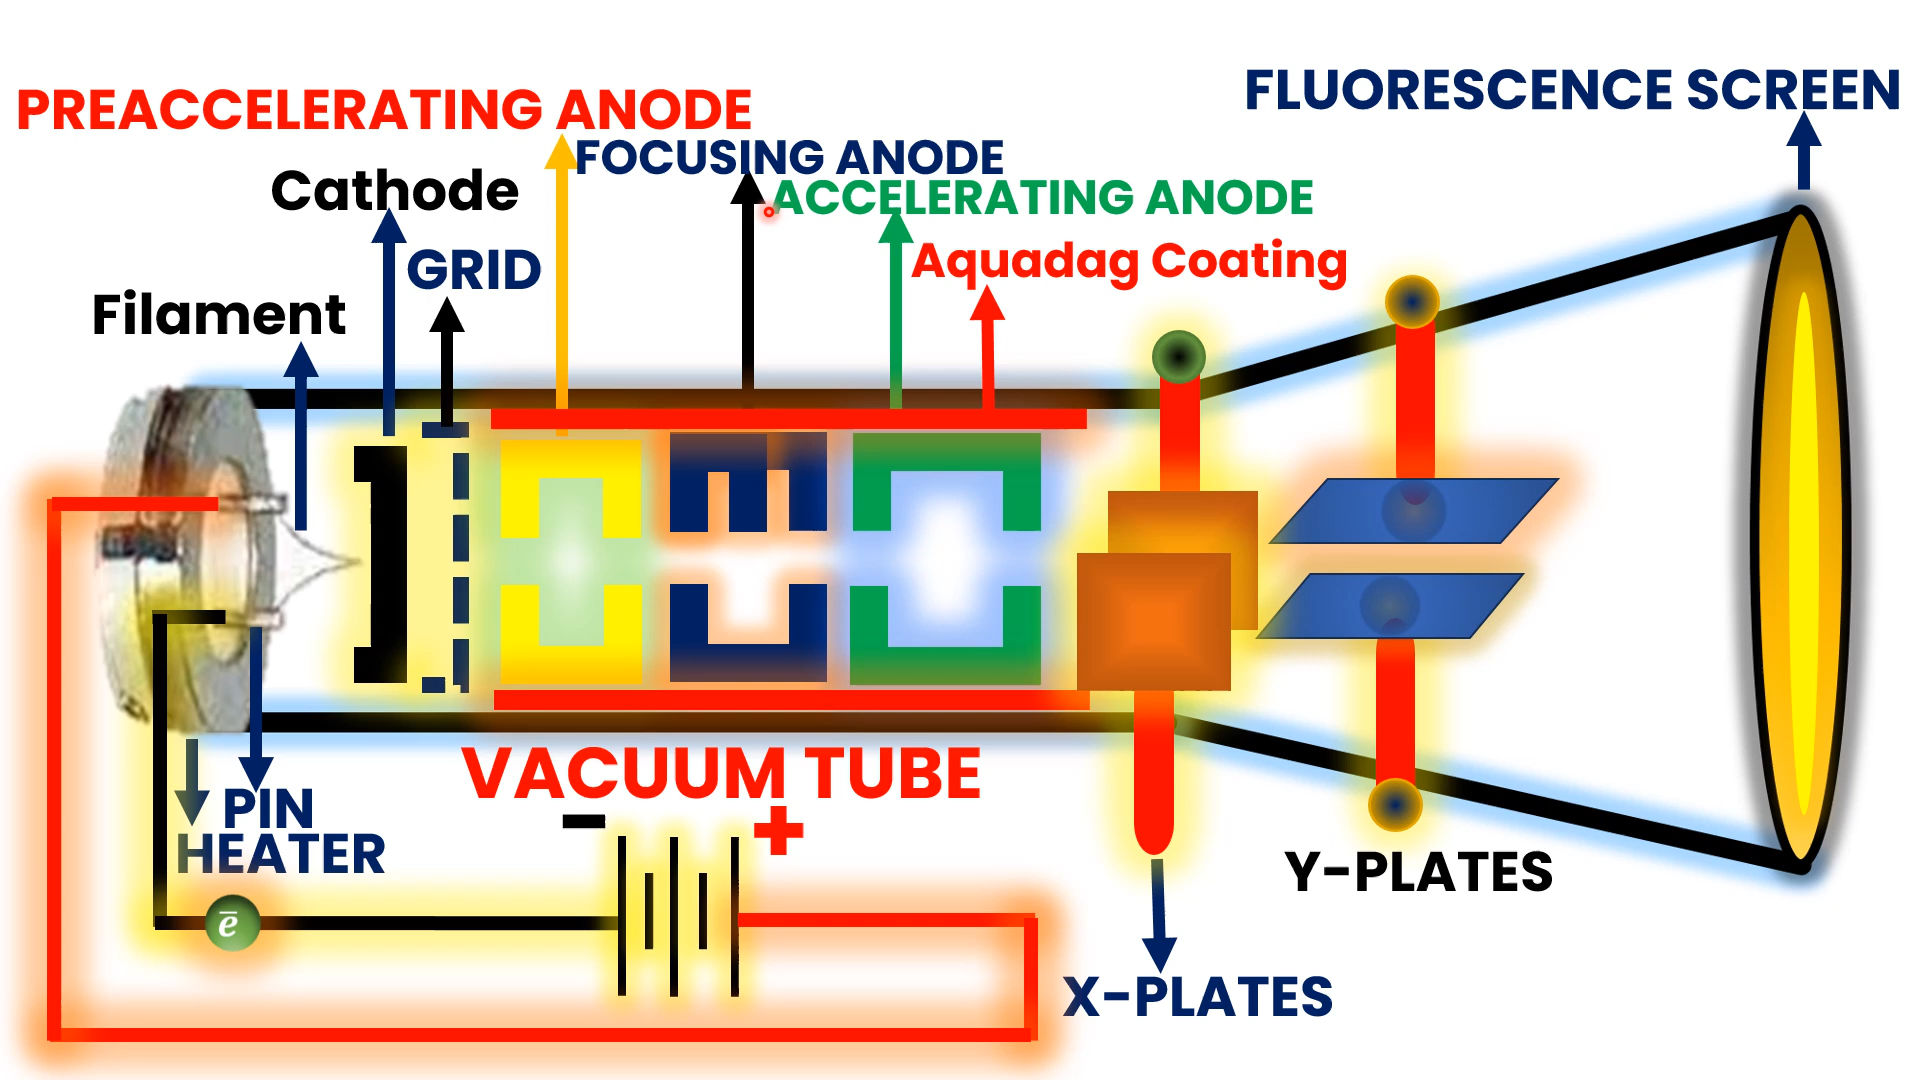 FLUORESCENCE SCREEN
PREACCELERATING ANODE
FOCUSING ANODE
Cathode
ACCELERATING ANODE
GRID
Aquadag Coating
Filament
VACUUM TUBE
- +
PIN
HEATER
Y-PLATES
e̅
X-PLATES